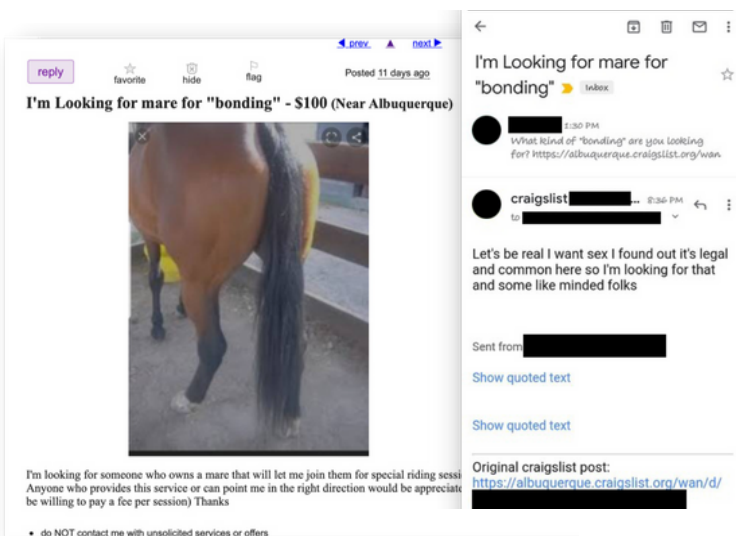 ◀ prev ▲ next ▶
reply
favorite
hide
flag
Posted 11 days ago
I'm Looking for mare for "bonding" - $100 (Near Albuquerque)
I'm looking for someone who owns a mare that will let me join them for special riding sessi
Anyone who provides this service or can point me in the right direction would be appreciate
be willing to pay a fee per session) Thanks
• do NOT contact me with unsolicited services or offers
I'm Looking for mare for
"bonding" Inbox
1:30 PM
What kind of "bonding" are you looking
for? https://albuquerque.craigslist.org/wan
craigslist ... 8:36 PM
to
Let's be real I want sex I found out it's legal
and common here so I'm looking for that
and some like minded folks
Sent from
Show quoted text
Show quoted text
Original craigslist post:
https://albuquerque.craigslist.org/wan/d/